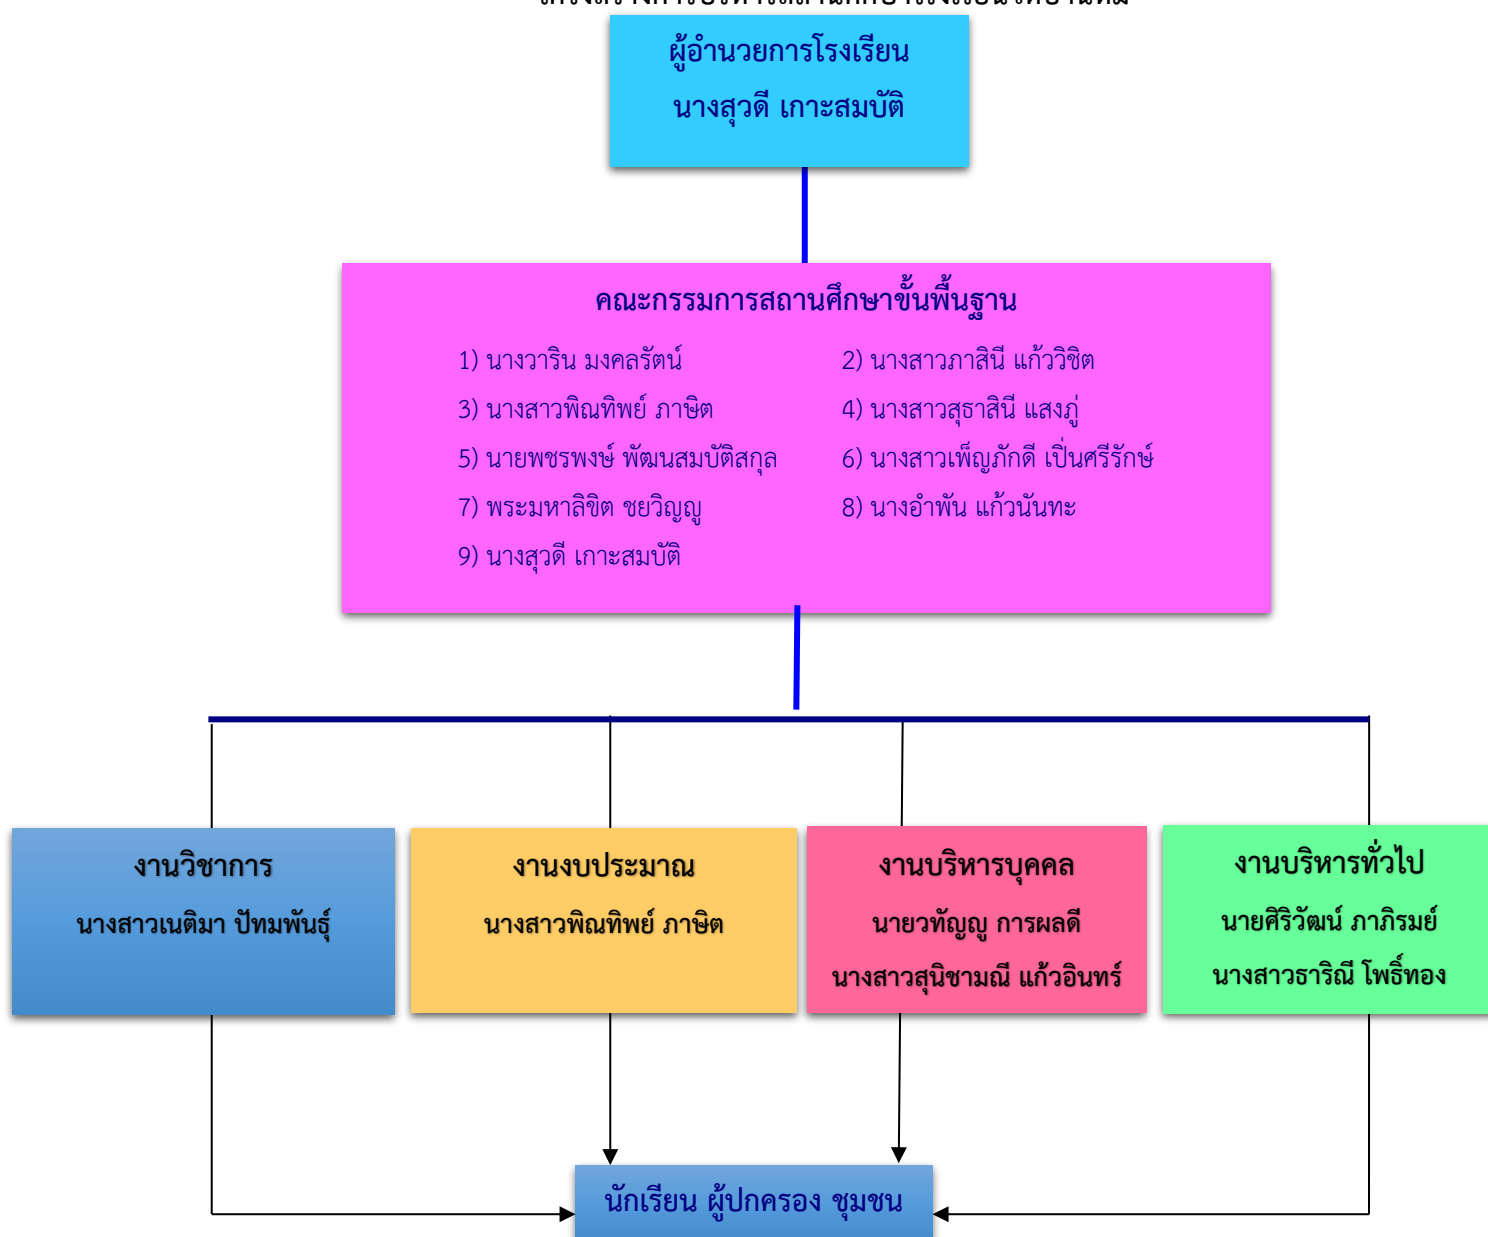 ผู้อำนวยการโรงเรียน
นางสุวดี เกาะสมบัติ
คณะกรรมการสถานศึกษาขั้นพื้นฐาน
1) นางวาริน มงคลรัตน์ 2) นางสาวภาสินี แก้ววิชิต
3) นางสาวพิณทิพย์ ภาษิต 4) นางสาวสุธาสินี แสงภู่
5) นายพชรพงษ์ พัฒนสมบัติสกุล 6) นางสาวเพ็ญภักดี เปิ่นศรีรักษ์
7) พระมหาลิขิต ชยวิญญู 8) นางอำพัน แก้วนันทะ
9) นางสุวดี เกาะสมบัติ
งานวิชาการ
นางสาวเนติมา ปัทมพันธุ์
งานงบประมาณ
นางสาวพิณทิพย์ ภาษิต
งานบริหารบุคคล
นายวทัญญู การผลดี
นางสาวสุนิชามณี แก้วอินทร์
งานบริหารทั่วไป
นายศิริวัฒน์ ภาภิรมย์
นางสาวธาริณี โพธิ์ทอง
นักเรียน ผู้ปกครอง ชุมชน